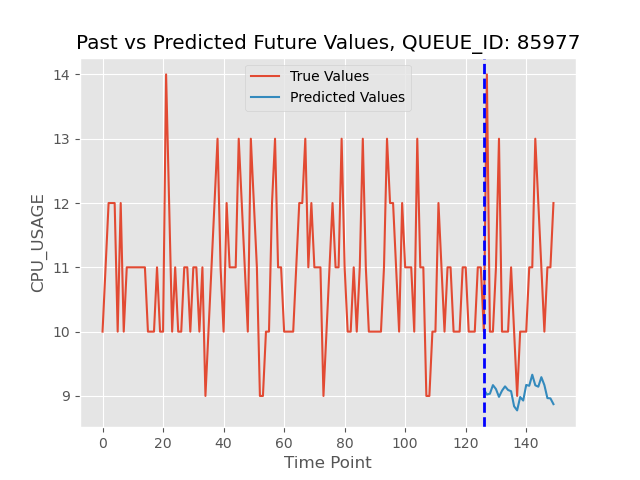 Past vs Predicted Future Values, QUEUE_ID: 85977
True Values
Predicted Values
14
13
12
11
10
9
CPU_USAGE
0 20 40 60 80 100 120 140
Time Point